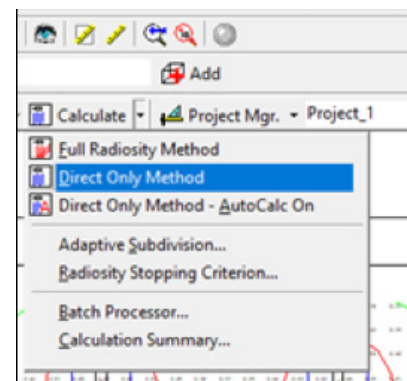 Add
Calculate Project Mgr. Project_1
Full Radiosity Method
Direct Only Method
Direct Only Method - AutoCalc On
Adaptive Subdivision...
Radiosity Stopping Criterion...
Batch Processor...
Calculation Summary...